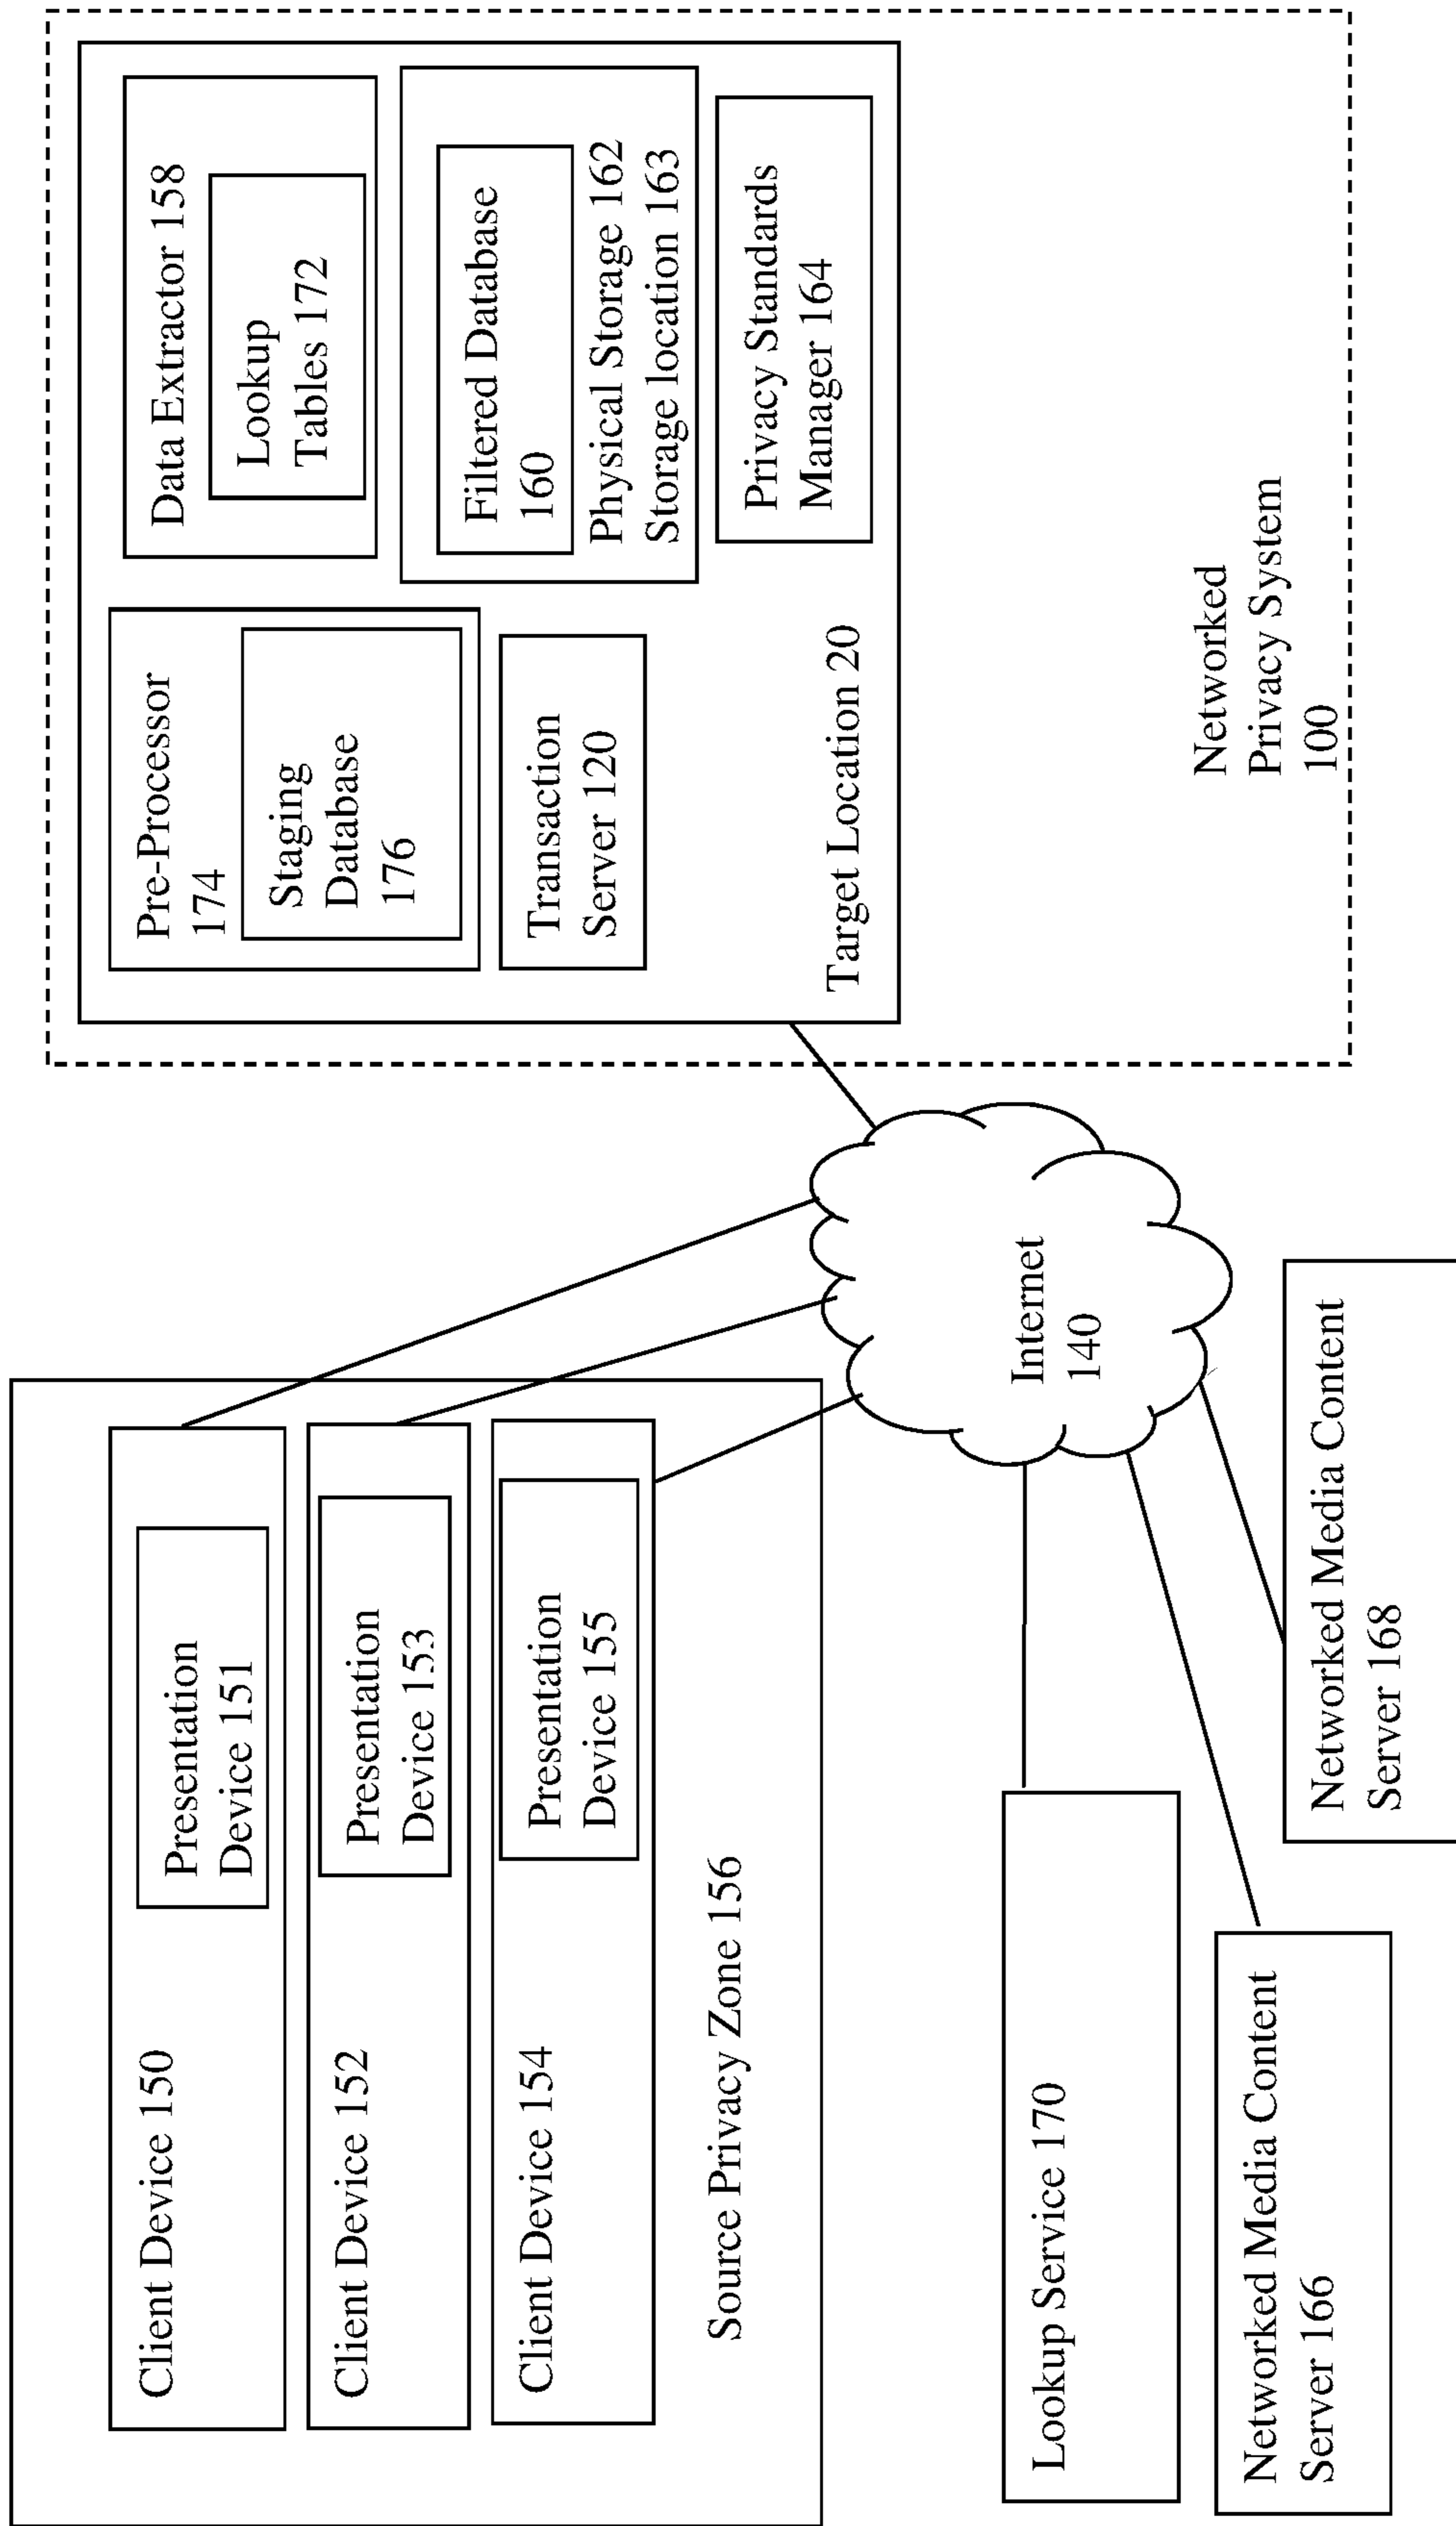 Client Device 150
Presentation
Device 151
Client Device 152
Presentation
Device 153
Client Device 154
Presentation
Device 155
Source Privacy Zone 156
Lookup Service 170
Networked Media Content
Server 166
Networked Media Content
Server 168
Internet
140
Pre-Processor
174
Staging
Database
176
Transaction
Server 120
Target Location 20
Data Extractor 158
Lookup
Tables 172
Filtered Database
160
Physical Storage 162
Storage location 163
Privacy Standards
Manager 164
Networked
Privacy System
100